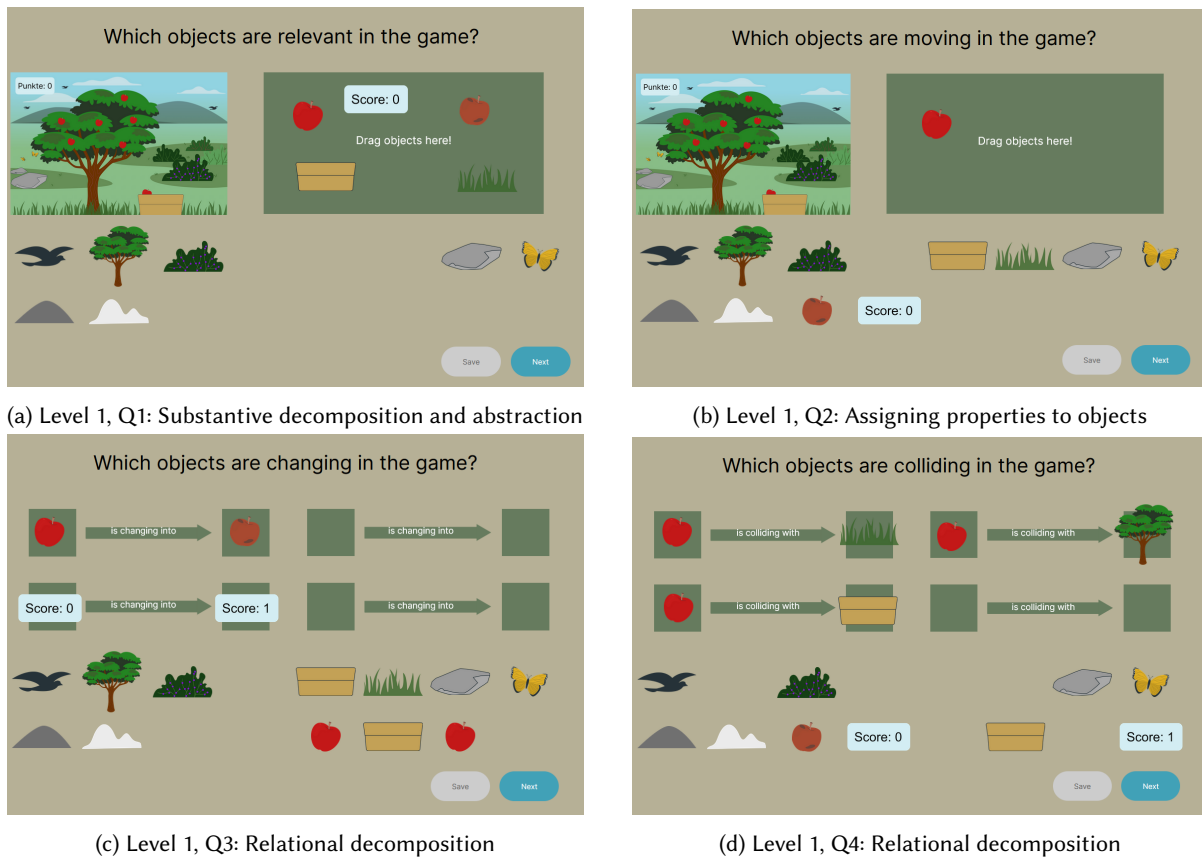 Which objects are relevant in the game?
Punkte: 0
Score: 0
Drag objects here!
Save
Next
(a) Level 1, Q1: Substantive decomposition and abstraction
Which objects are moving in the game?
Punkte: 0
Drag objects here!
Score: 0
Save
Next
(b) Level 1, Q2: Assigning properties to objects
Which objects are changing in the game?
is changing into
is changing into
Score: 0
is changing into
Score: 1
is changing into
Save
Next
(c) Level 1, Q3: Relational decomposition
Which objects are colliding in the game?
is colliding with
is colliding with
is colliding with
is colliding with
Score: 0
Score: 1
Save
Next
(d) Level 1, Q4: Relational decomposition